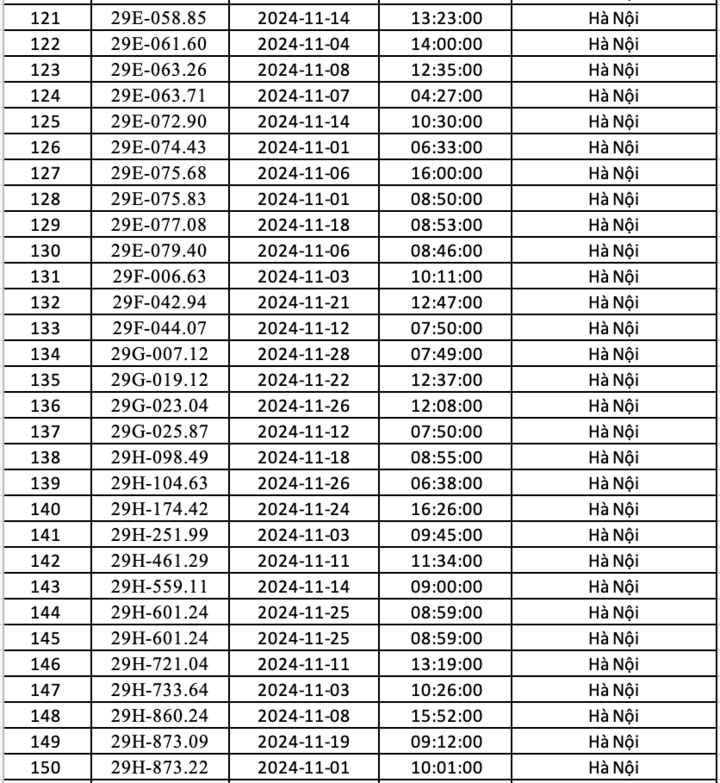 121 29E-058.85 2024-11-14 13:23:00 Hà Nội
122 29E-061.60 2024-11-04 14:00:00 Hà Nội
123 29E-063.26 2024-11-08 12:35:00 Hà Nội
124 29E-063.71 2024-11-07 04:27:00 Hà Nội
125 29E-072.90 2024-11-14 10:30:00 Hà Nội
126 29E-074.43 2024-11-01 06:33:00 Hà Nội
127 29E-075.68 2024-11-06 16:00:00 Hà Nội
128 29E-075.83 2024-11-01 08:50:00 Hà Nội
129 29E-077.08 2024-11-18 08:53:00 Hà Nội
130 29E-079.40 2024-11-06 08:46:00 Hà Nội
131 29F-006.63 2024-11-03 10:11:00 Hà Nội
132 29F-042.94 2024-11-21 12:47:00 Hà Nội
133 29F-044.07 2024-11-12 07:50:00 Hà Nội
134 29G-007.12 2024-11-28 07:49:00 Hà Nội
135 29G-019.12 2024-11-22 12:37:00 Hà Nội
136 29G-023.04 2024-11-26 12:08:00 Hà Nội
137 29G-025.87 2024-11-12 07:50:00 Hà Nội
138 29H-098.49 2024-11-18 08:55:00 Hà Nội
139 29H-104.63 2024-11-26 06:38:00 Hà Nội
140 29H-174.42 2024-11-24 16:26:00 Hà Nội
141 29H-251.99 2024-11-03 09:45:00 Hà Nội
142 29H-461.29 2024-11-11 11:34:00 Hà Nội
143 29H-559.11 2024-11-14 09:00:00 Hà Nội
144 29H-601.24 2024-11-25 08:59:00 Hà Nội
145 29H-601.24 2024-11-25 08:59:00 Hà Nội
146 29H-721.04 2024-11-11 13:19:00 Hà Nội
147 29H-733.64 2024-11-03 10:26:00 Hà Nội
148 29H-860.24 2024-11-08 15:52:00 Hà Nội
149 29H-873.09 2024-11-19 09:12:00 Hà Nội
150 29H-873.22 2024-11-01 10:01:00 Hà Nội